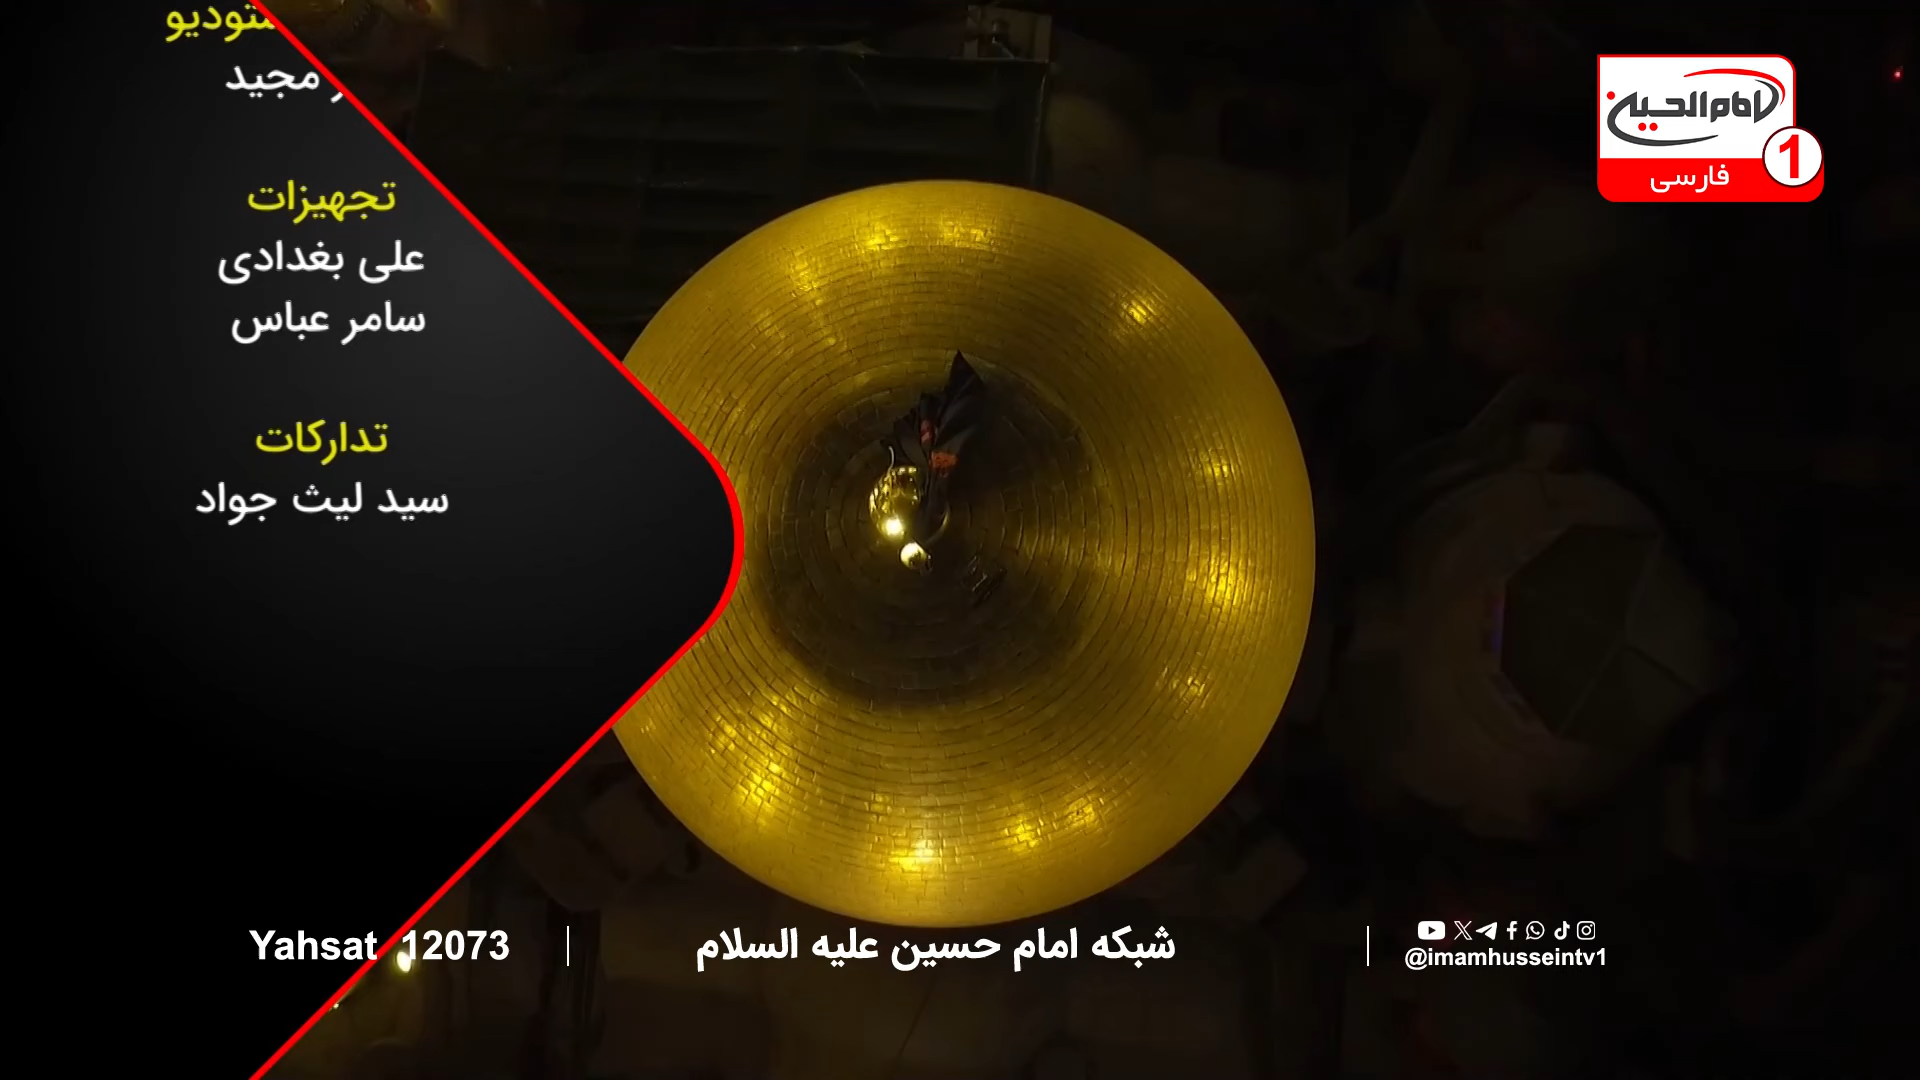 مجید
تجهیزات
علی بغدادی
سامر عباس
تدارکات
سید لیث جواد
امام الحسین
1
فارسی
Yahsat 12073
شبکه امام حسین علیه السلام
@imamhusseintv1